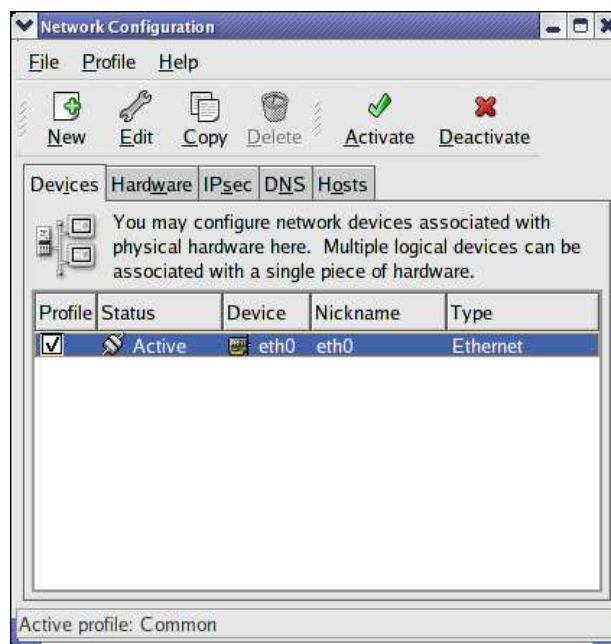 Network Configuration
File Profile Help
New Edit Copy Delete Activate Deactivate
Devices Hardware IPsec DNS Hosts
You may configure network devices associated with
physical hardware here. Multiple logical devices can be
associated with a single piece of hardware.
Profile Status Device Nickname Type
Active eth0 eth0 Ethernet
Active profile: Common